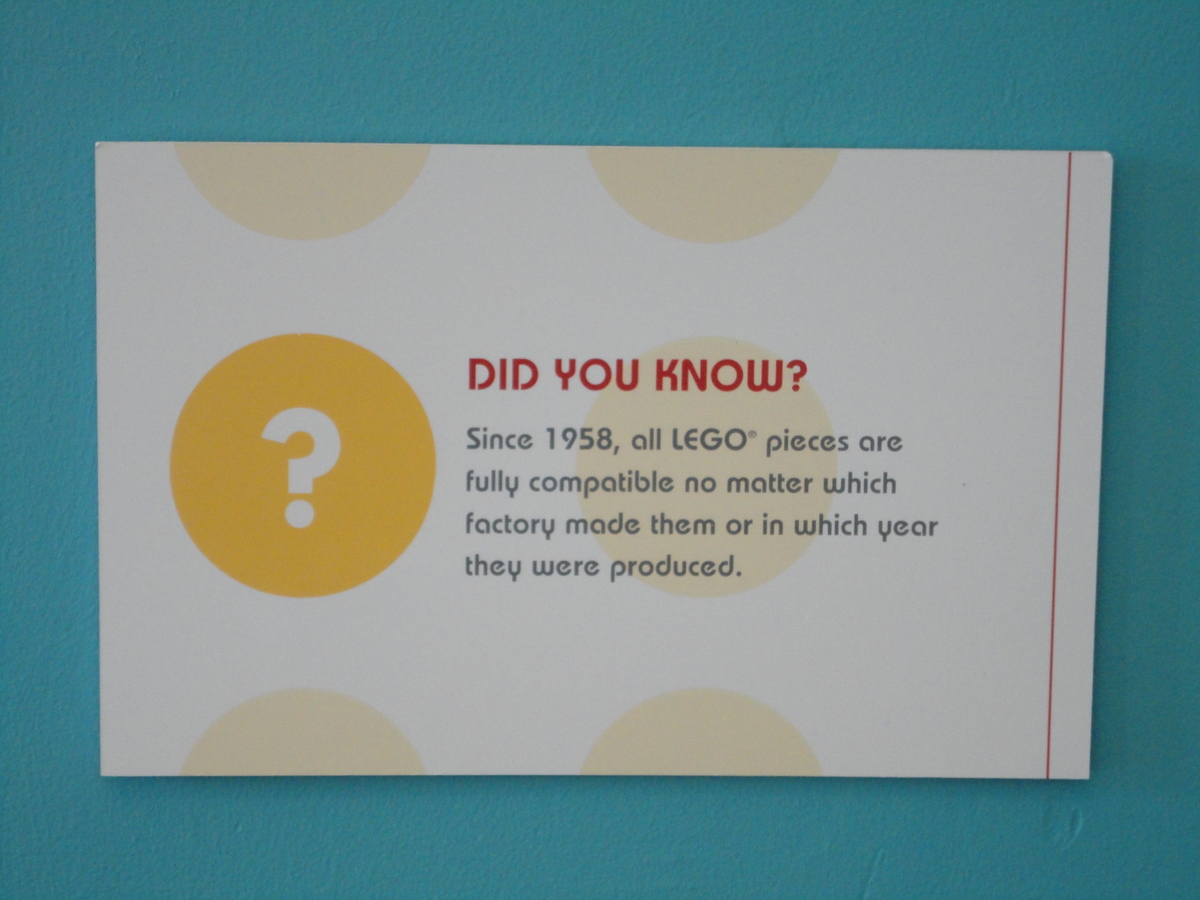 ?
DID YOU KNOW?
Since 1958, all LEGO® pieces are
fully compatible no matter which
factory made them or in which year
they were produced.